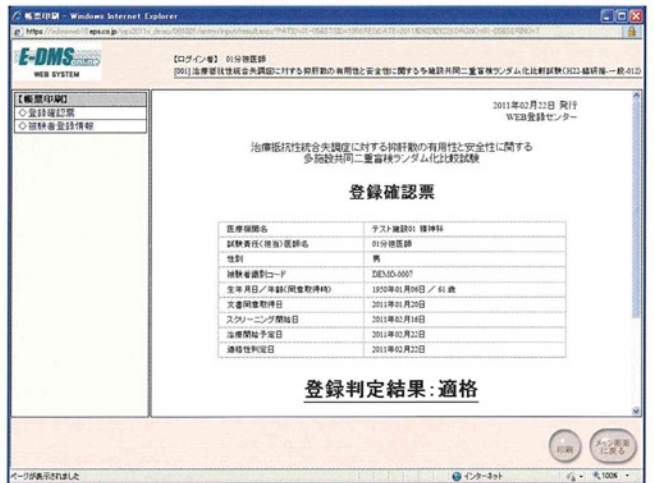 帳票印刷 - Windows Internet Explorer
E-DMS
WEB SYSTEM
【ログイン者】 01分担医師
[001]治療抵抗性統合失調症に対する抑肝散の有用性と安全性に関する多施設共同二重盲検ランダム化比較試験(H22-臨研推-一般-012)
【帳票印刷】
◇登録確認票
◇被験者登録情報
2011年02月22日 発行
WEB登録センター
治療抵抗性統合失調症に対する抑肝散の有用性と安全性に関する
多施設共同二重盲検ランダム化比較試験
登録確認票
医療機関名 テスト施設01 精神科
試験責任(担当)医師名 01分担医師
性別 男
被験者識別コード DEMO-0007
生年月日/年齢(同意取得時) 1950年01月06日 / 61 歳
文書同意取得日 2011年01月20日
スクリーニング開始日 2011年02月16日
治療開始予定日 2011年02月22日
適格性判定日 2011年02月22日
登録判定結果:適格
印刷
メイン画面
に戻る
ページが表示されました
インターネット
100%